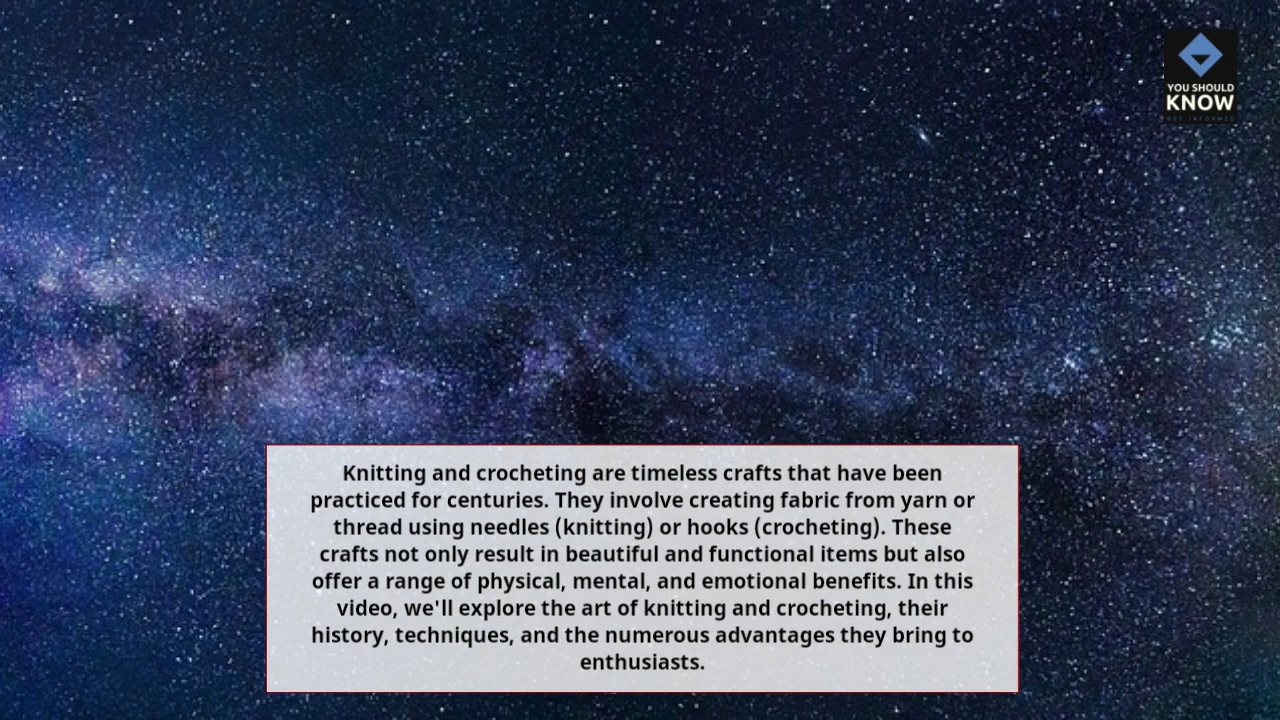 YOU SHOULD
KNOW
GET INFORMED
Knitting and crocheting are timeless crafts that have been
practiced for centuries. They involve creating fabric from yarn or
thread using needles (knitting) or hooks (crocheting). These
crafts not only result in beautiful and functional items but also
offer a range of physical, mental, and emotional benefits. In this
video, we'll explore the art of knitting and crocheting, their
history, techniques, and the numerous advantages they bring to
enthusiasts.